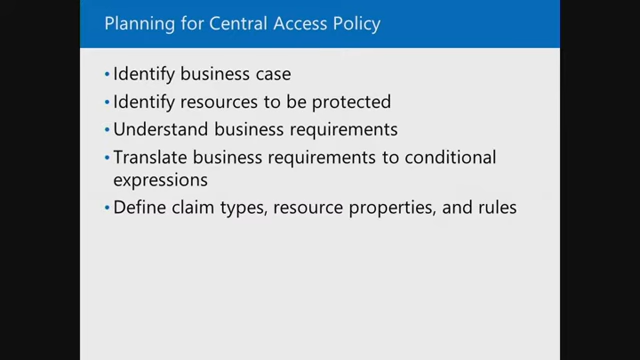 Planning for Central Access Policy
• Identify business case
• Identify resources to be protected
• Understand business requirements
• Translate business requirements to conditional
expressions
• Define claim types, resource properties, and rules